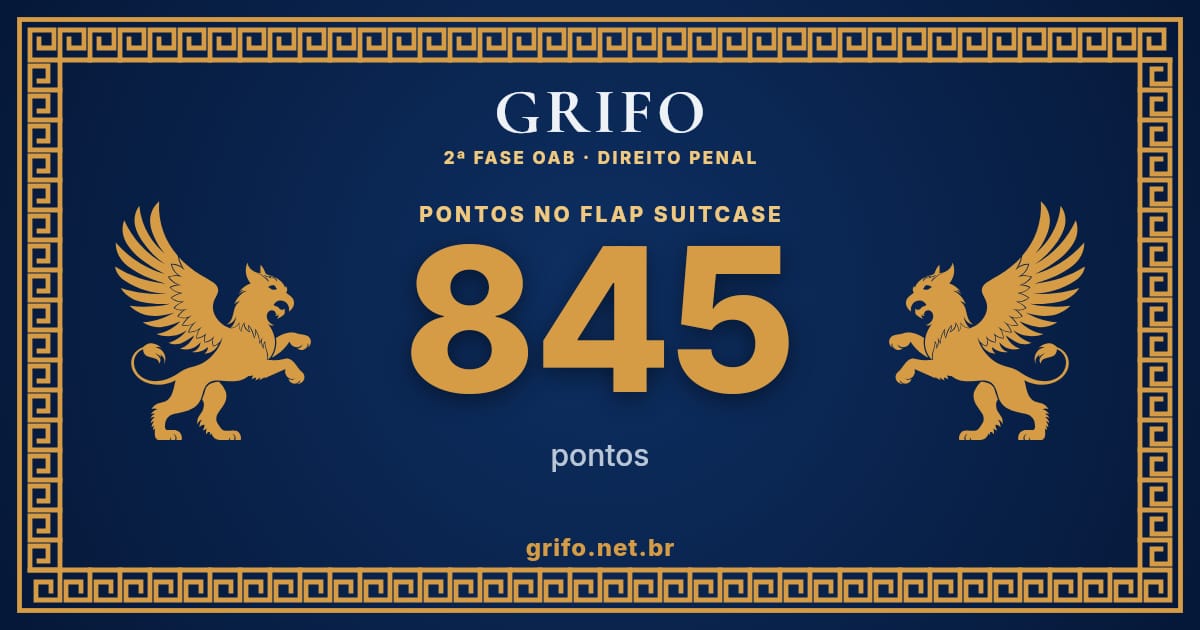 GRIFO
2ª FASE OAB · DIREITO PENAL
PONTOS NO FLAP SUITCASE
845
pontos
grifo.net.br